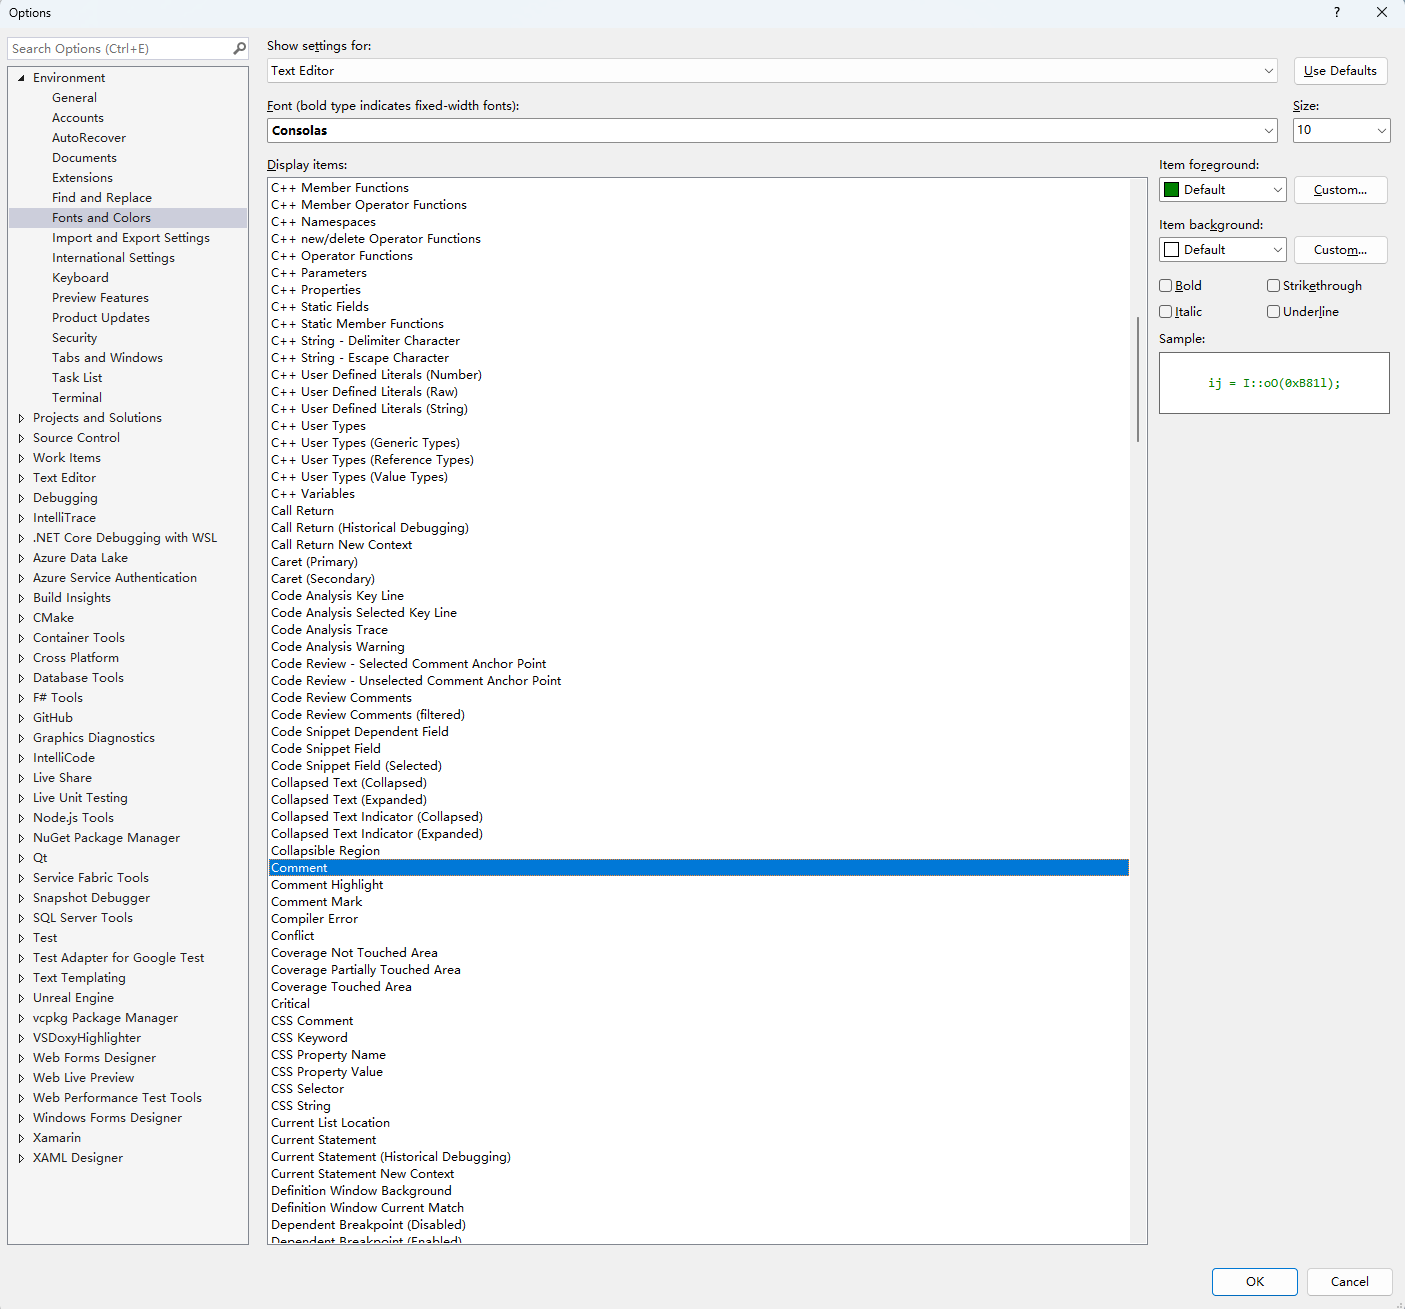 Options
?
Search Options (Ctrl+E)
Environment
General
Accounts
AutoRecover
Documents
Extensions
Find and Replace
Fonts and Colors
Import and Export Settings
International Settings
Keyboard
Preview Features
Product Updates
Security
Tabs and Windows
Task List
Terminal
Projects and Solutions
Source Control
Work Items
Text Editor
Debugging
IntelliTrace
.NET Core Debugging with WSL
Azure Data Lake
Azure Service Authentication
Build Insights
CMake
Container Tools
Cross Platform
Database Tools
F# Tools
GitHub
Graphics Diagnostics
IntelliCode
Live Share
Live Unit Testing
Node.js Tools
NuGet Package Manager
Qt
Service Fabric Tools
Snapshot Debugger
SQL Server Tools
Test
Test Adapter for Google Test
Text Templating
Unreal Engine
vcpkg Package Manager
VSDoxyHighlighter
Web Forms Designer
Web Live Preview
Web Performance Test Tools
Windows Forms Designer
Xamarin
XAML Designer
Show settings for:
Text Editor
Use Defaults
Font (bold type indicates fixed-width fonts):
Consolas
Size:
10
Display items:
C++ Member Functions
C++ Member Operator Functions
C++ Namespaces
C++ new/delete Operator Functions
C++ Operator Functions
C++ Parameters
C++ Properties
C++ Static Fields
C++ Static Member Functions
C++ String - Delimiter Character
C++ String - Escape Character
C++ User Defined Literals (Number)
C++ User Defined Literals (Raw)
C++ User Defined Literals (String)
C++ User Types
C++ User Types (Generic Types)
C++ User Types (Reference Types)
C++ User Types (Value Types)
C++ Variables
Call Return
Call Return (Historical Debugging)
Call Return New Context
Caret (Primary)
Caret (Secondary)
Code Analysis Key Line
Code Analysis Selected Key Line
Code Analysis Trace
Code Analysis Warning
Code Review - Selected Comment Anchor Point
Code Review - Unselected Comment Anchor Point
Code Review Comments
Code Review Comments (filtered)
Code Snippet Dependent Field
Code Snippet Field
Code Snippet Field (Selected)
Collapsed Text (Collapsed)
Collapsed Text (Expanded)
Collapsed Text Indicator (Collapsed)
Collapsed Text Indicator (Expanded)
Collapsible Region
Comment
Comment Highlight
Comment Mark
Compiler Error
Conflict
Coverage Not Touched Area
Coverage Partially Touched Area
Coverage Touched Area
Critical
CSS Comment
CSS Keyword
CSS Property Name
CSS Property Value
CSS Selector
CSS String
Current List Location
Current Statement
Current Statement (Historical Debugging)
Current Statement New Context
Definition Window Background
Definition Window Current Match
Dependent Breakpoint (Disabled)
Dependent Breakpoint (Enabled)
Item foreground:
Default
Custom...
Item background:
Default
Custom...
Bold
Strikethrough
Italic
Underline
Sample:
ij = I::oO(0xB81l);
OK
Cancel